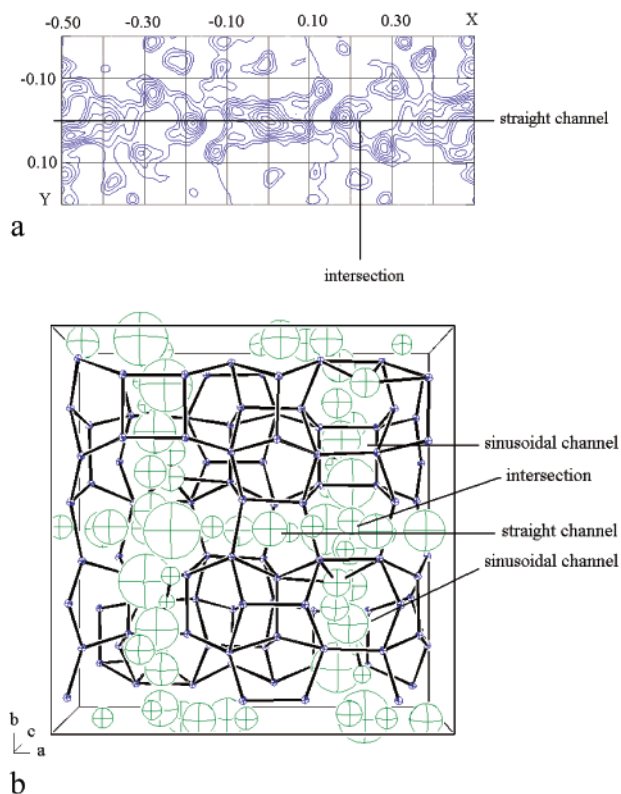 -0.50 -0.30 -0.10 0.10 0.30 X
-0.10
straight channel
0.10
Y
a
intersection
sinusoidal channel
intersection
straight channel
sinusoidal channel
b
c
a
b